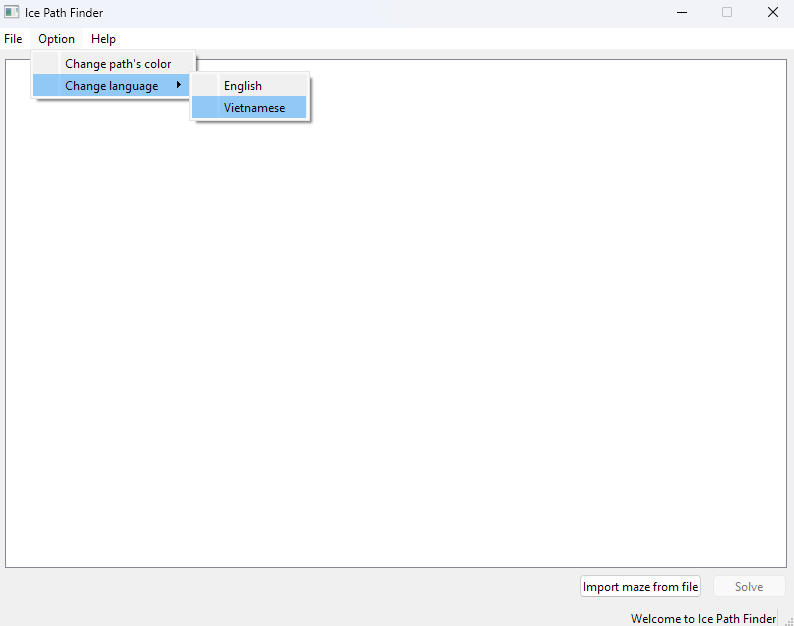 Ice Path Finder
File Option Help
Change path's color
Change language
English
Vietnamese
Import maze from file Solve
Welcome to Ice Path Finder